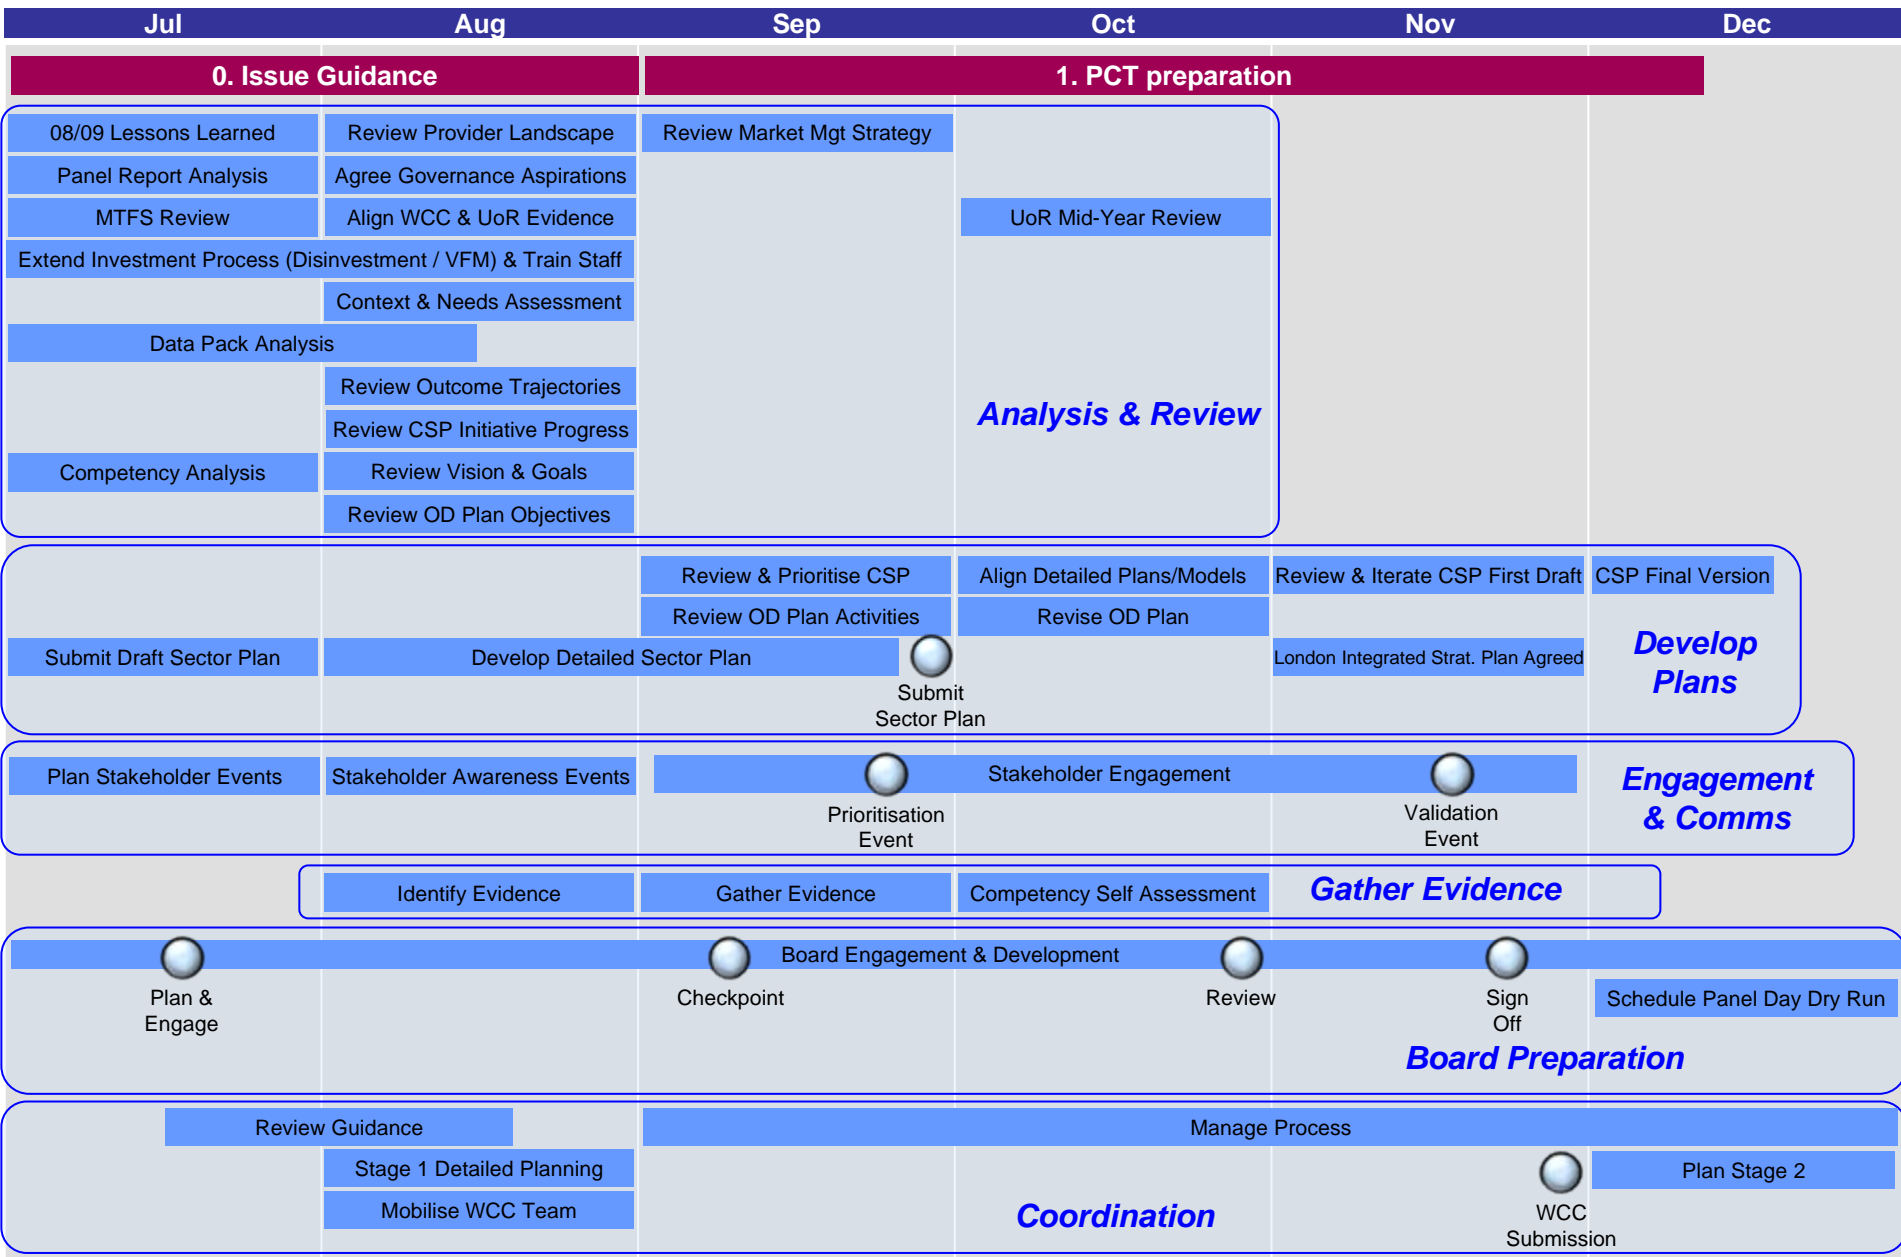 Jul Aug Sep Oct Nov Dec
0. Issue Guidance 1. PCT preparation
08/09 Lessons Learned Review Provider Landscape Review Market Mgt Strategy
Panel Report Analysis Agree Governance Aspirations
MTFS Review Align WCC & UoR Evidence UoR Mid-Year Review
Extend Investment Process (Disinvestment / VFM) & Train Staff
Context & Needs Assessment
Data Pack Analysis
Review Outcome Trajectories
Review CSP Initiative Progress
Analysis & Review
Competency Analysis Review Vision & Goals
Review OD Plan Objectives
Review & Prioritise CSP Align Detailed Plans/Models Review & Iterate CSP First Draft CSP Final Version
Review OD Plan Activities Revise OD Plan
Submit Draft Sector Plan Develop Detailed Sector Plan London Integrated Strat. Plan Agreed
Submit
Sector Plan
Develop
Plans
Plan Stakeholder Events Stakeholder Awareness Events Stakeholder Engagement
Prioritisation
Event
Validation
Event
Engagement
& Comms
Identify Evidence Gather Evidence Competency Self Assessment Gather Evidence
Board Engagement & Development
Plan &
Engage
Checkpoint
Review
Sign
Off
Schedule Panel Day Dry Run
Board Preparation
Review Guidance Manage Process
Stage 1 Detailed Planning Plan Stage 2
Mobilise WCC Team
Coordination
WCC
Submission